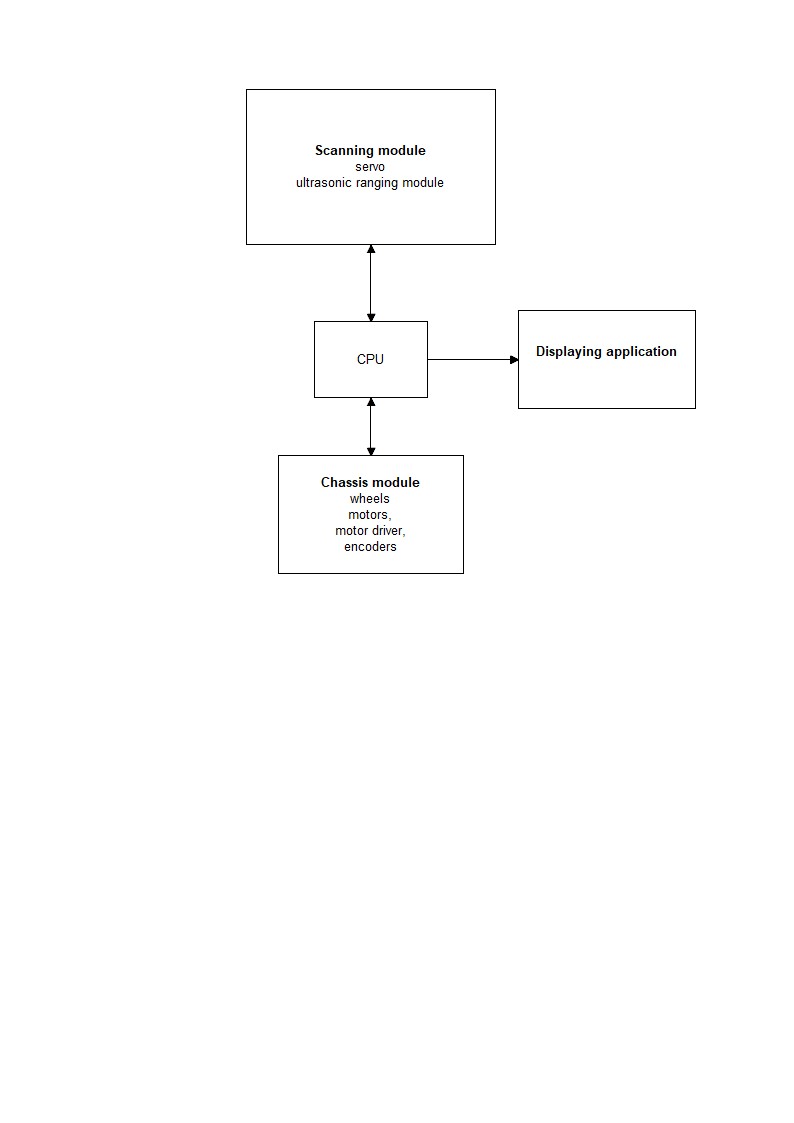 Scanning module
servo
ultrasonic ranging module
CPU
Displaying application
Chassis module
wheels
motors,
motor driver,
encoders